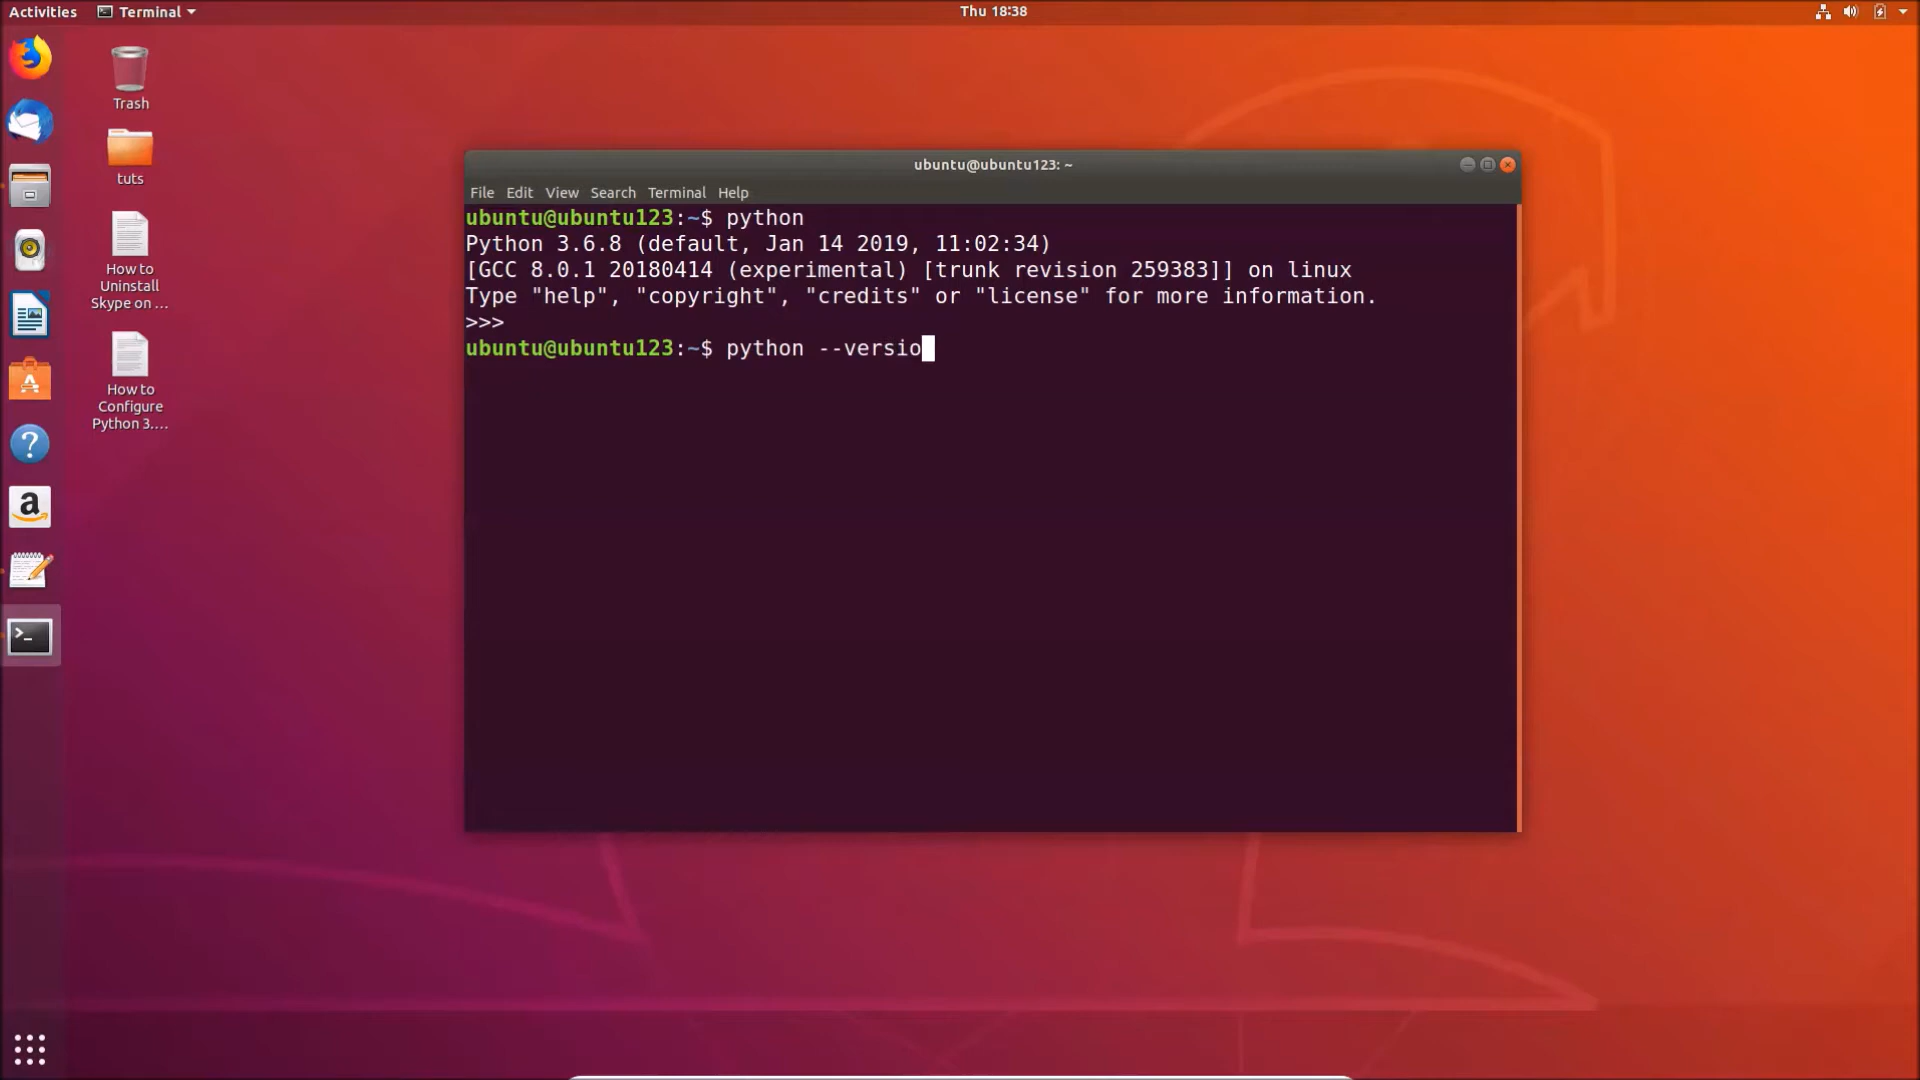 Activities
Terminal
Thu 18:38
Trash
tuts
How to
Uninstall
Skype on ...
How to
Configure
Python 3....
ubuntu@ubuntu123: ~
File Edit View Search Terminal Help
ubuntu@ubuntu123:~$ python
Python 3.6.8 (default, Jan 14 2019, 11:02:34)
[GCC 8.0.1 20180414 (experimental) [trunk revision 259383]] on linux
Type "help", "copyright", "credits" or "license" for more information.
>>>
ubuntu@ubuntu123:~$ python --versio